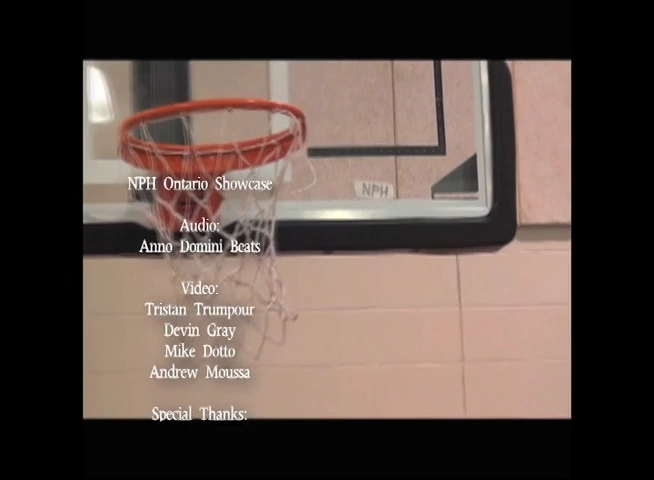 NPH Ontario Showcase
NPH
Audio:
Anno Domini Beats
Video:
Tristan Trumpour
Devin Gray
Mike Dotto
Andrew Moussa
Special Thanks: